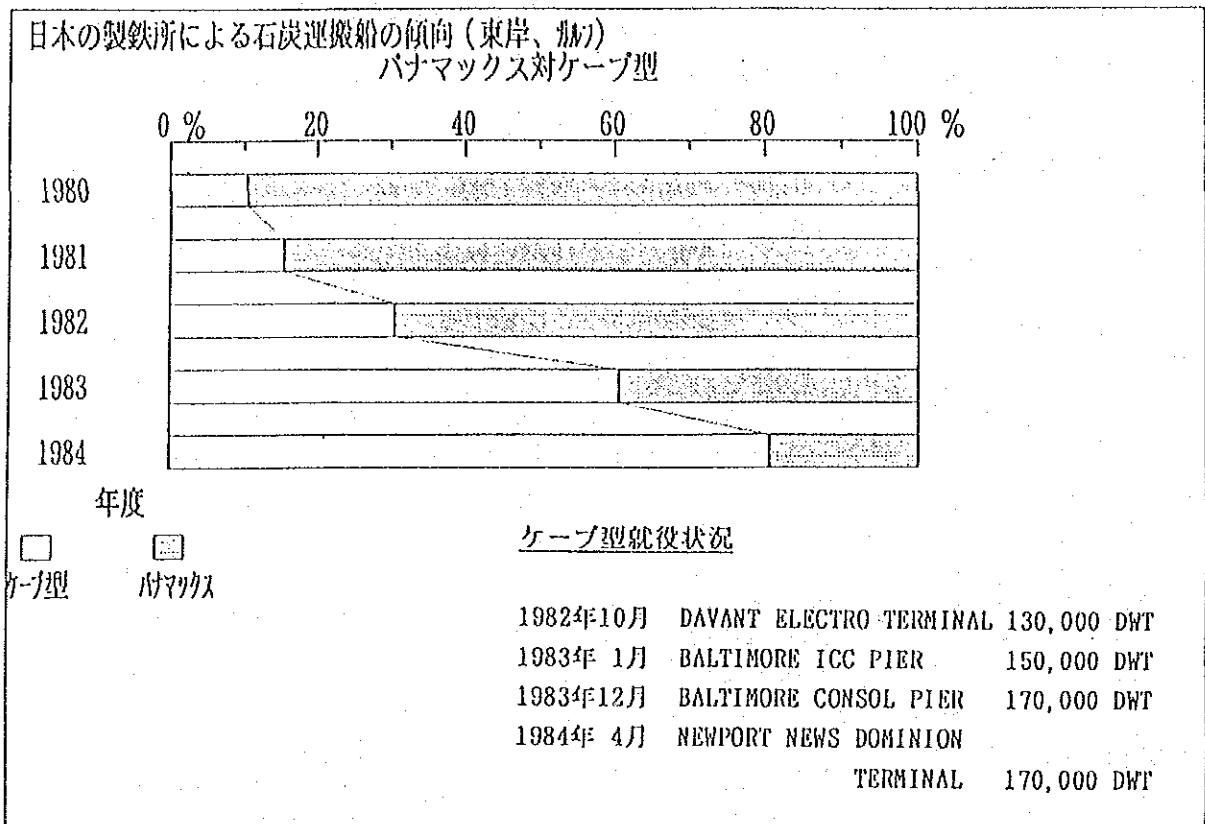 日本の製鉄所による石炭運搬船の傾向（東岸、ガルフ）
パナマックス対ケープ型
0 % 20 40 60 80 100 %
1980
1981
1982
1983
1984
年度
ケープ型 パナマックス
ケープ型就役状況
1982年10月 DAVANT ELECTRO TERMINAL 130,000 DWT
1983年 1月 BALTIMORE ICC PIER 150,000 DWT
1983年12月 BALTIMORE CONSOL PIER 170,000 DWT
1984年 4月 NEWPORT NEWS DOMINION
TERMINAL 170,000 DWT